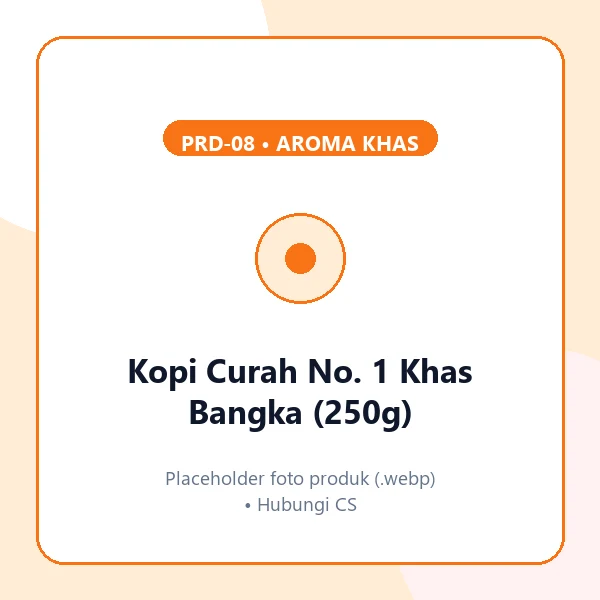 PRD-08 • AROMA KHAS
Kopi Curah No. 1 Khas
Bangka (250g)
Placeholder foto produk (.webp)
• Hubungi CS